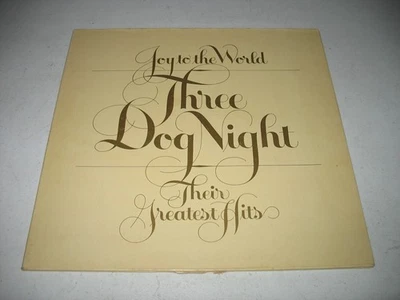 Joy to the World
Three
Dog Night
Their
Greatest Hits